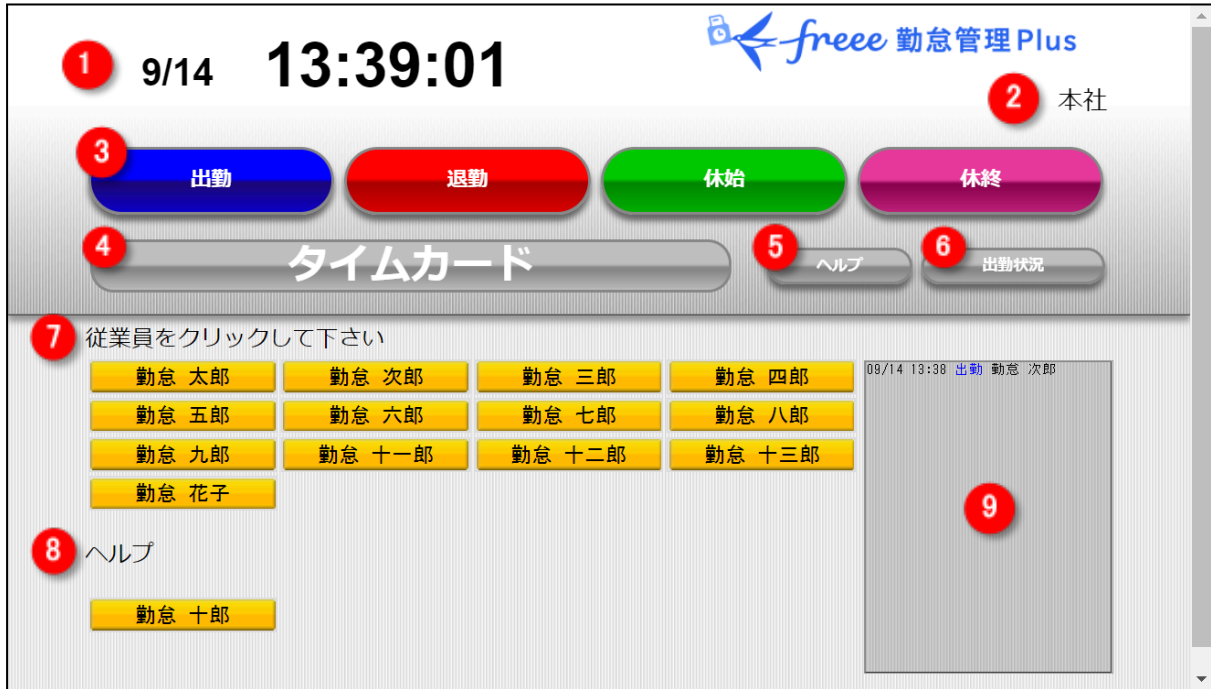 1 9/14 13:39:01
freee 勤怠管理Plus
2 本社
3 出勤 退勤 休始 休終
4 タイムカード 5 ヘルプ 6 出勤状況
7 従業員をクリックして下さい
勤怠 太郎 勤怠 次郎 勤怠 三郎 勤怠 四郎
勤怠 五郎 勤怠 六郎 勤怠 七郎 勤怠 八郎
勤怠 九郎 勤怠 十一郎 勤怠 十二郎 勤怠 十三郎
勤怠 花子
09/14 13:38 出勤 勤怠 次郎
9
8 ヘルプ
勤怠 十郎